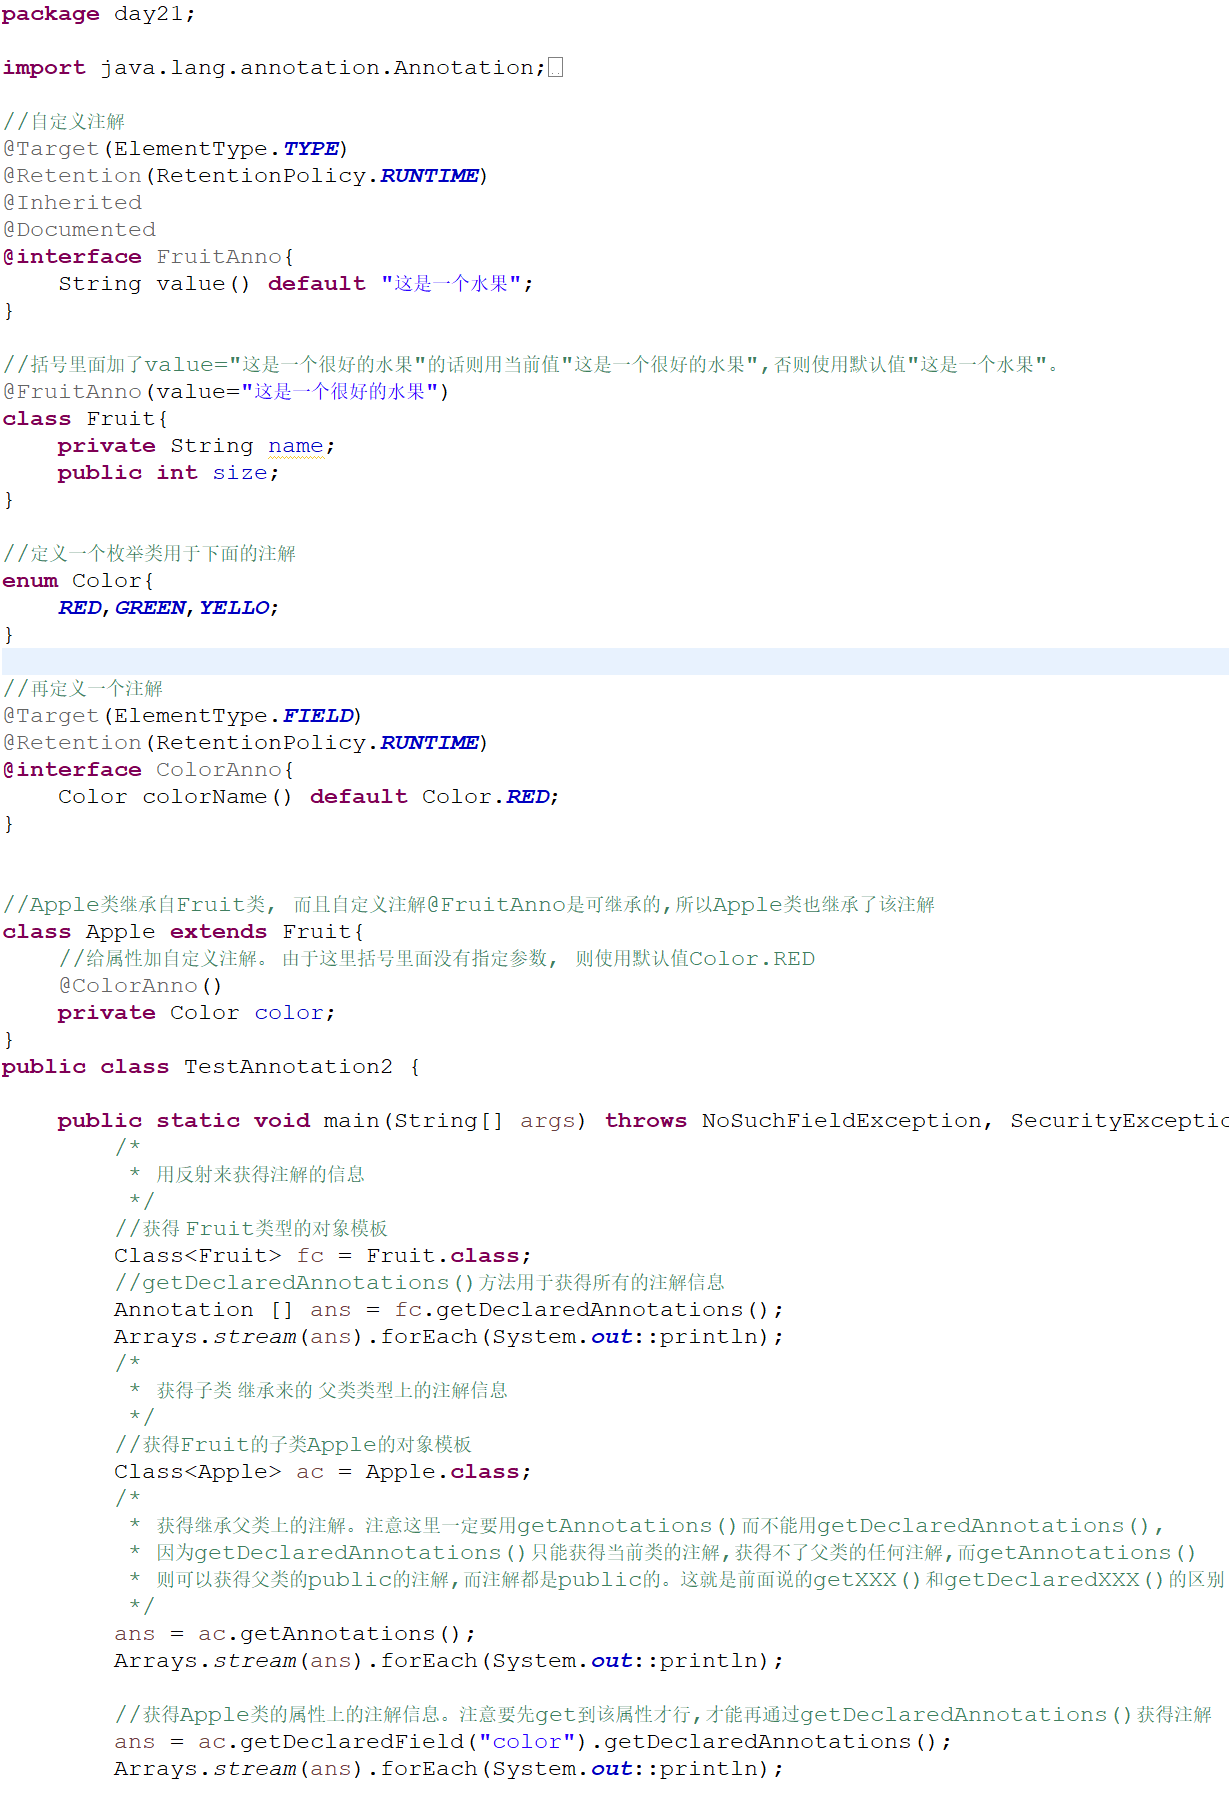 package day21;
import java.lang.annotation.Annotation;
//自定义注解
@Target(ElementType.TYPE)
@Retention(RetentionPolicy.RUNTIME)
@Inherited
@Documented
@interface FruitAnno{
    String value() default "这是一个水果";
}
//括号里面加了value="这是一个很好的水果"的话则用当前值"这是一个很好的水果",否则使用默认值"这是一个水果"。
@FruitAnno(value="这是一个很好的水果")
class Fruit{
    private String name;
    public int size;
}
//定义一个枚举类用于下面的注解
enum Color{
    RED,GREEN,YELLO;
}
//再定义一个注解
@Target(ElementType.FIELD)
@Retention(RetentionPolicy.RUNTIME)
@interface ColorAnno{
    Color colorName() default Color.RED;
}
//Apple类继承自Fruit类, 而且自定义注解@FruitAnno是可继承的,所以Apple类也继承了该注解
class Apple extends Fruit{
    //给属性加自定义注解。由于这里括号里面没有指定参数, 则使用默认值Color.RED
    @ColorAnno()
    private Color color;
}
public class TestAnnotation2 {
    public static void main(String[] args) throws NoSuchFieldException, SecurityExceptic
        /*
         * 用反射来获得注解的信息
         */
        //获得 Fruit类型的对象模板
        Class<Fruit> fc = Fruit.class;
        //getDeclaredAnnotations()方法用于获得所有的注解信息
        Annotation [] ans = fc.getDeclaredAnnotations();
        Arrays.stream(ans).forEach(System.out::println);
        /*
         * 获得子类 继承来的 父类类型上的注解信息
         */
        //获得Fruit的子类Apple的对象模板
        Class<Apple> ac = Apple.class;
        /*
         * 获得继承父类上的注解。注意这里一定要用getAnnotations()而不能用getDeclaredAnnotations(),
         * 因为getDeclaredAnnotations()只能获得当前类的注解,获得不了父类的任何注解,而getAnnotations()
         * 则可以获得父类的public的注解,而注解都是public的。这就是前面说的getXXX()和getDeclaredXXX()的区别
         */
        ans = ac.getAnnotations();
        Arrays.stream(ans).forEach(System.out::println);
        //获得Apple类的属性上的注解信息。注意要先get到该属性才行,才能再通过getDeclaredAnnotations()获得注解
        ans = ac.getDeclaredField("color").getDeclaredAnnotations();
        Arrays.stream(ans).forEach(System.out::println);